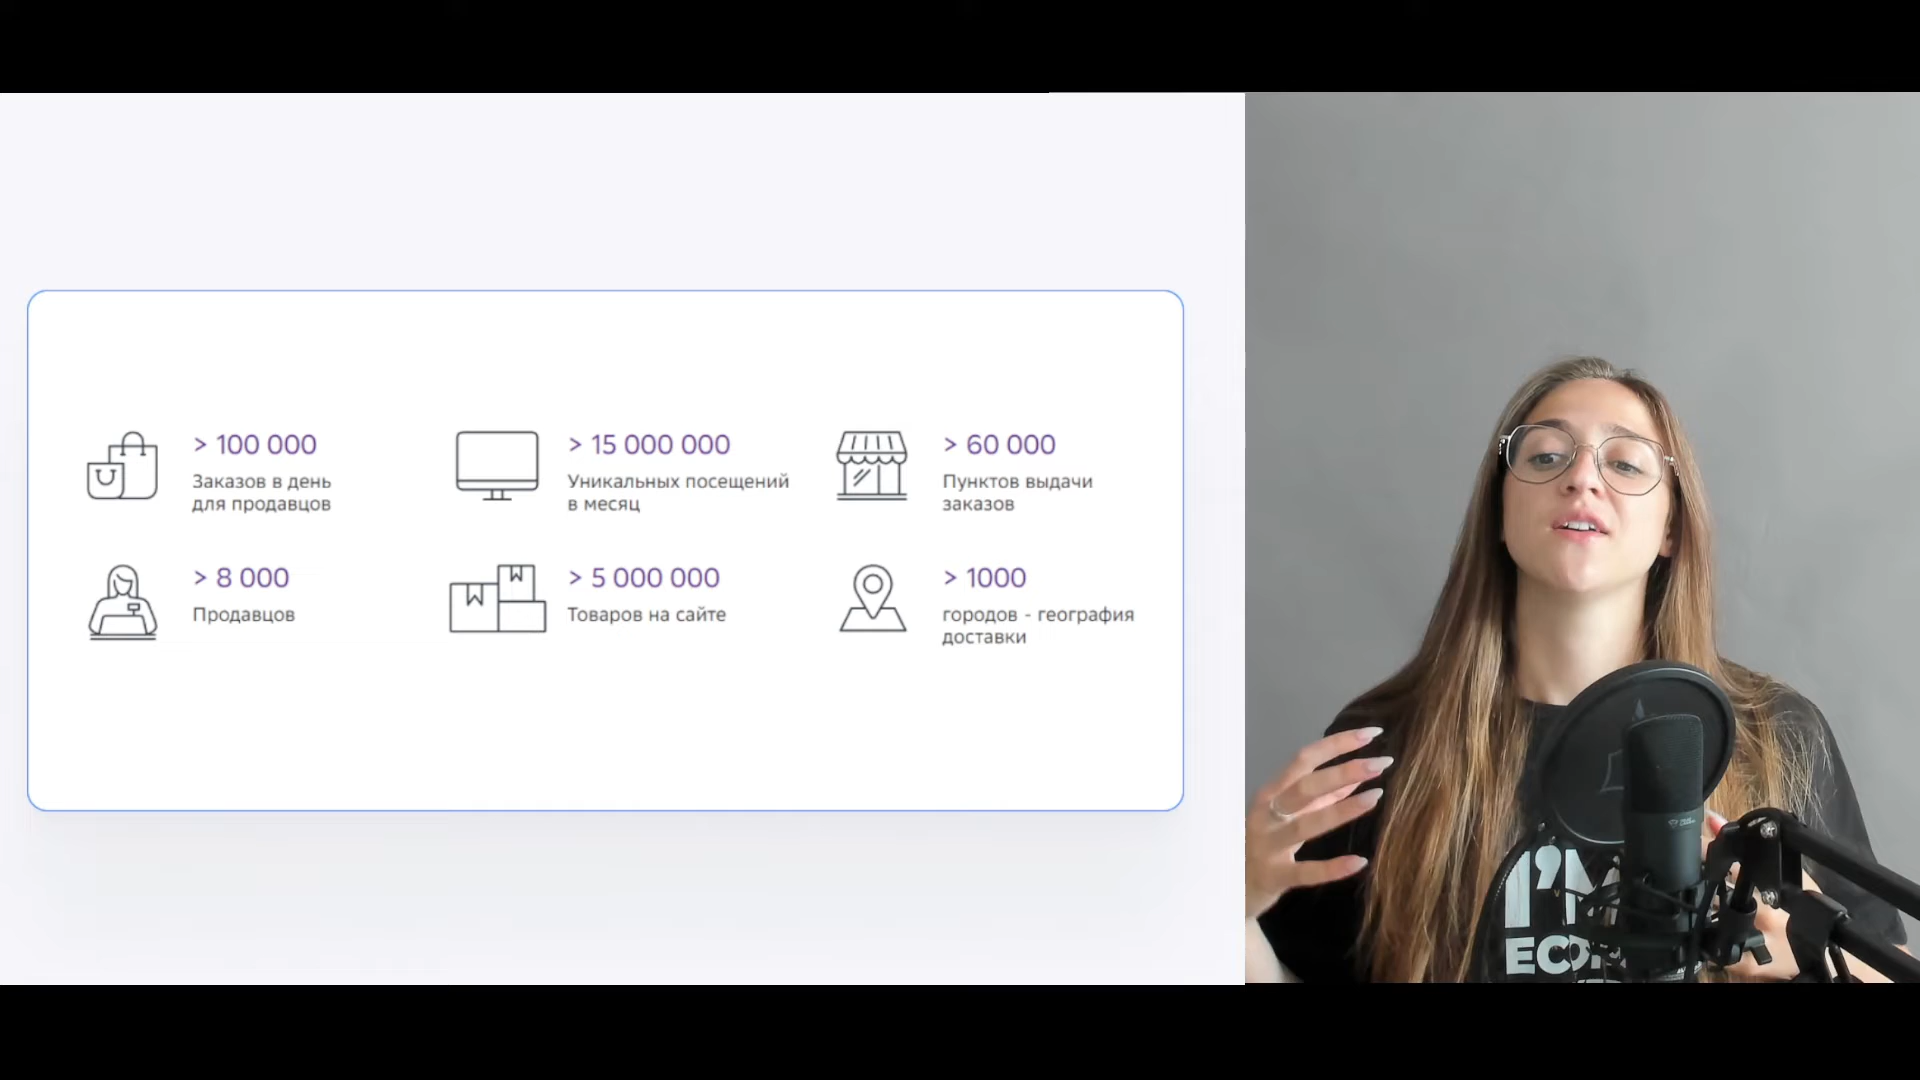 > 100 000
Заказов в день
для продавцов
> 15 000 000
Уникальных посещений
в месяц
> 60 000
Пунктов выдачи
заказов
> 8 000
Продавцов
> 5 000 000
Товаров на сайте
> 1000
городов - география
доставки
I'M